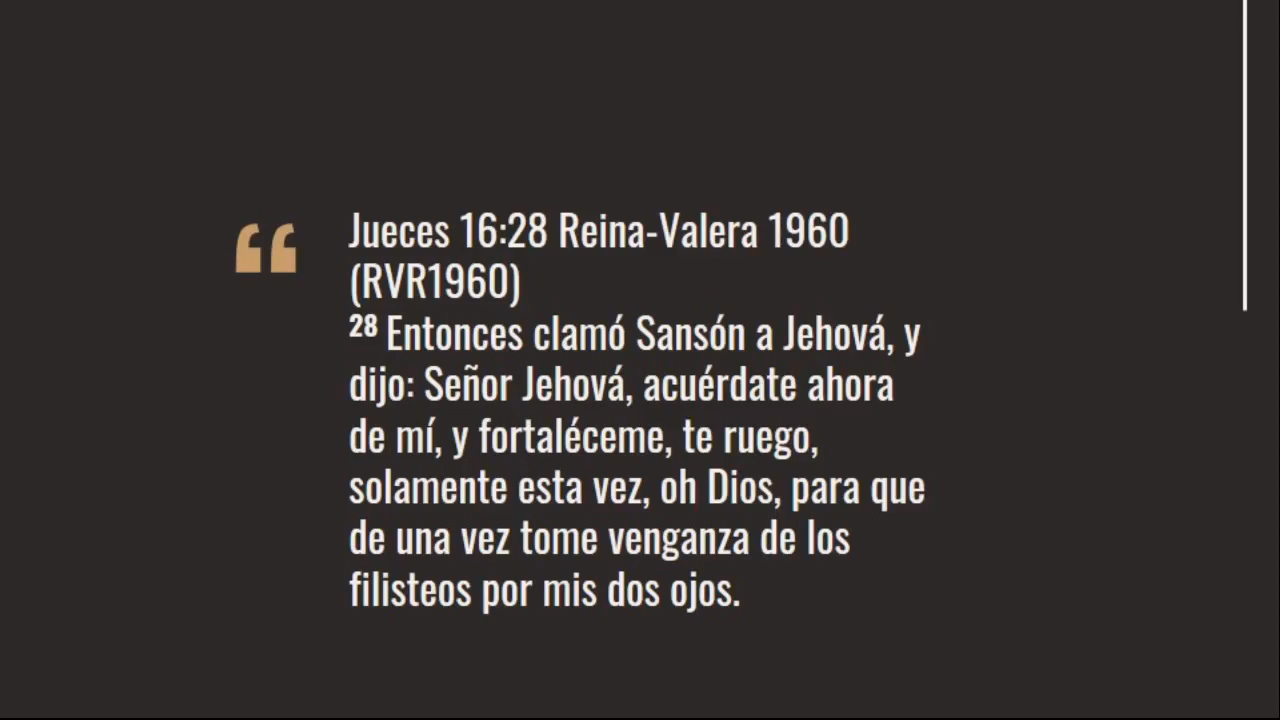 “
Jueces 16:28 Reina-Valera 1960
(RVR1960)
28 Entonces clamó Sansón a Jehová, y
dijo: Señor Jehová, acuérdate ahora
de mí, y fortaléceme, te ruego,
solamente esta vez, oh Dios, para que
de una vez tome venganza de los
filisteos por mis dos ojos.